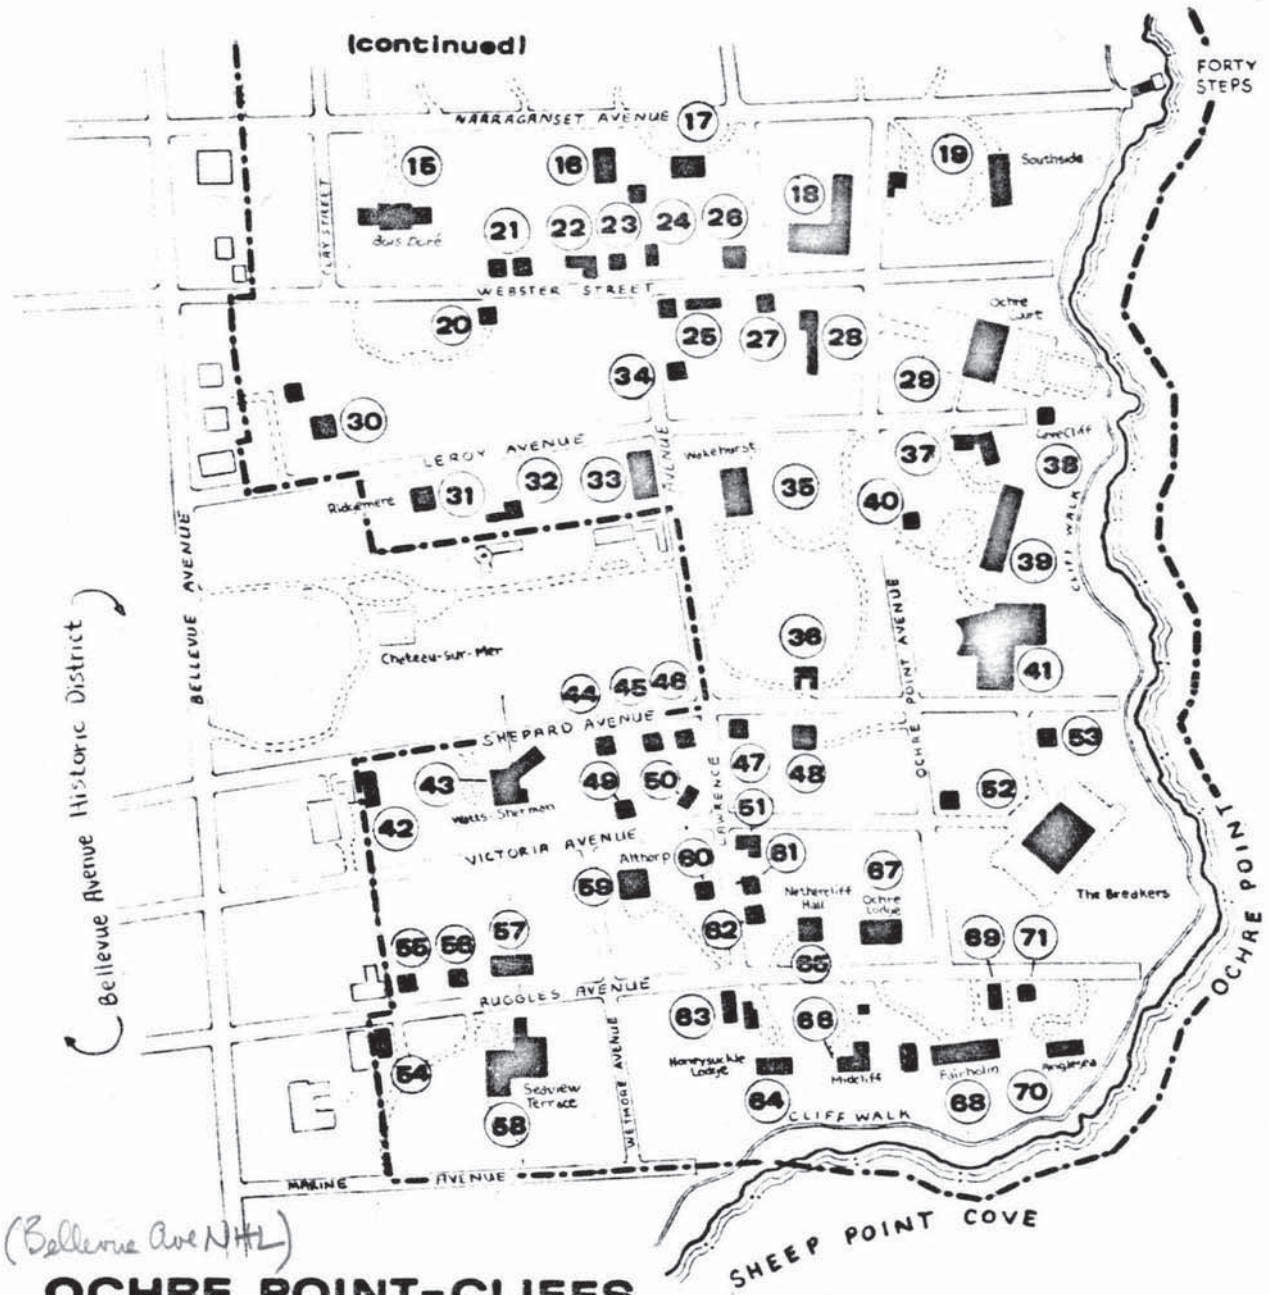 (continued)
FORTY
STEPS
NARRAGANSET AVENUE
17
15
16
18
19
Southside
CLAY STREET
Bois Doré
21
22
23
24
26
WEBSTER STREET
20
25
27
28
Ochre
Court
34
29
30
LEROY AVENUE
AVENUE
Wakehurst
37
Cave Cliff
38
Ridgemere
31
32
33
35
40
39
CLIFF WALK
BELLEVUE AVENUE
Bellevue Avenue Historic District
Chateau-sur-Mer
36
OCHRE POINT AVENUE
41
44
45
46
SHEPARD AVENUE
43
Watts-Sherman
49
50
LAWRENCE
47
48
53
52
51
42
VICTORIA AVENUE
Althorp
60
61
67
59
Nethercliff
Hall
Ochre
Lodge
The Breakers
OCHRE POINT
62
55
56
57
65
69
71
RUGGLES AVENUE
63
66
Honeysuckle
Lodge
Midcliff
Fairholm
Anglesea
54
Seaview
Terrace
58
WETMORE AVENUE
64
68
70
CLIFF WALK
MARINE AVENUE
SHEEP POINT COVE
(Bellevue Ave NHL)
OCHRE POINT-CLIFFS